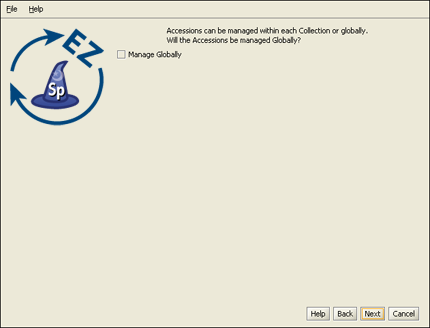 File Help
EZ
Sp
Accessions can be managed within each Collection or globally.
Will the Accessions be managed Globally?
Manage Globally
Help Back Next Cancel